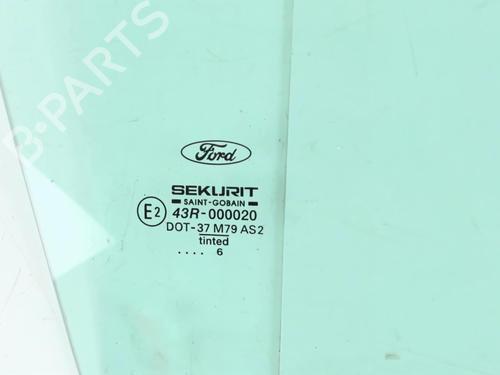 B-PARTS
Ford
SEKURIT
SAINT-GOBAIN
E2 43R-000020
DOT-37 M79 AS2
tinted
.... 6